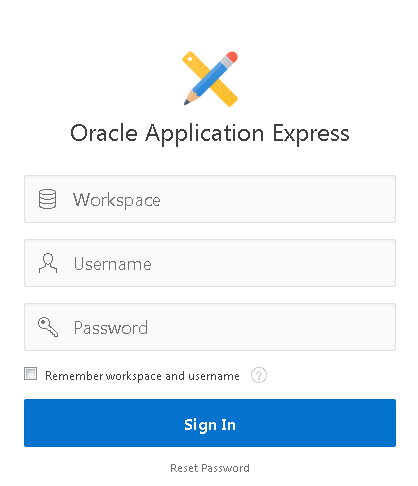 Oracle Application Express
Workspace
Username
Password
Remember workspace and username ?
Sign In
Reset Password